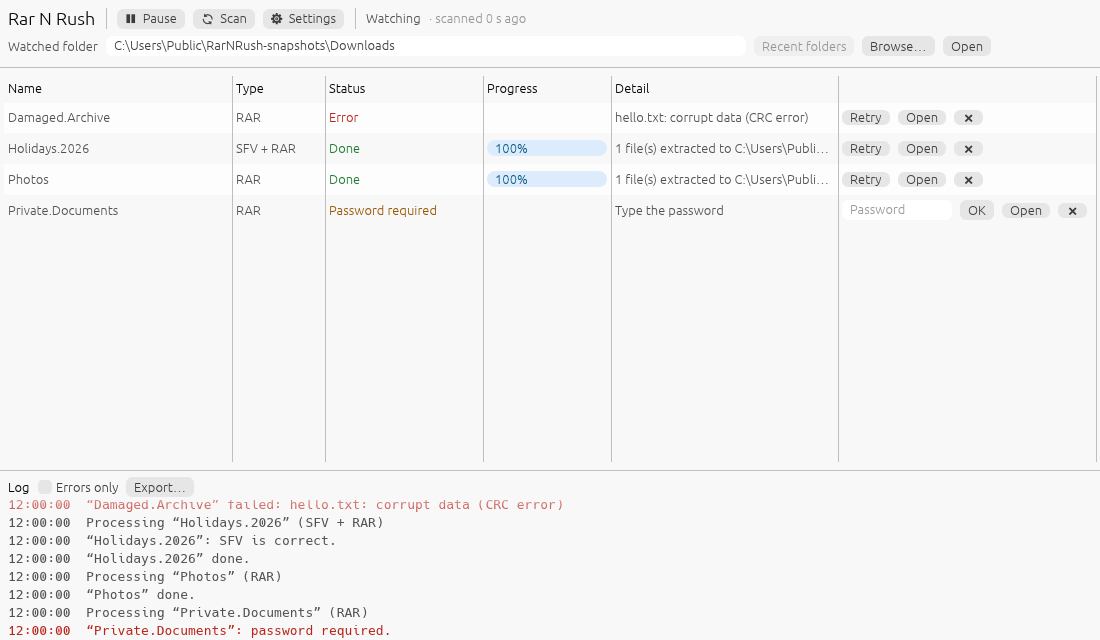 Rar N Rush Pause Scan Settings Watching · scanned 0 s ago
Watched folder C:\Users\Public\RarNRush-snapshots\Downloads Recent folders Browse... Open
Name Type Status Progress Detail
Damaged.Archive RAR Error hello.txt: corrupt data (CRC error) Retry Open ×
Holidays.2026 SFV + RAR Done 100% 1 file(s) extracted to C:\Users\Publi... Retry Open ×
Photos RAR Done 100% 1 file(s) extracted to C:\Users\Publi... Retry Open ×
Private.Documents RAR Password required Type the password Password OK Open ×
Log Errors only Export...
12:00:00 “Damaged.Archive” failed: hello.txt: corrupt data (CRC error)
12:00:00 Processing “Holidays.2026” (SFV + RAR)
12:00:00 “Holidays.2026”: SFV is correct.
12:00:00 “Holidays.2026” done.
12:00:00 Processing “Photos” (RAR)
12:00:00 “Photos” done.
12:00:00 Processing “Private.Documents” (RAR)
12:00:00 “Private.Documents”: password required.